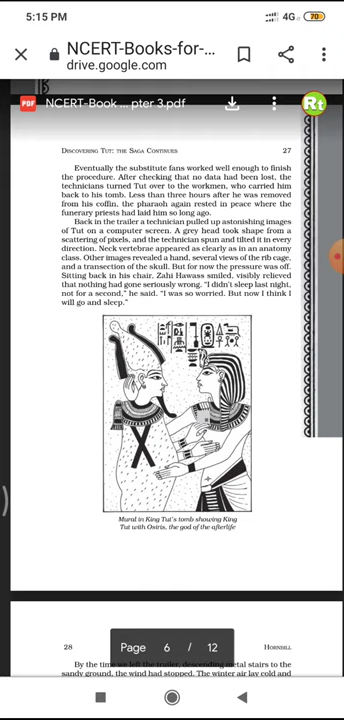 5:15 PM
4G
70
NCERT-Books-for-...
drive.google.com
PDF NCERT-Book ... pter 3.pdf
Rt
DISCOVERING TUT: THE SAGA CONTINUES 27
Eventually the substitute fans worked well enough to finish
the procedure. After checking that no data had been lost, the
technicians turned Tut over to the workmen, who carried him
back to his tomb. Less than three hours after he was removed
from his coffin, the pharaoh again rested in peace where the
funerary priests had laid him so long ago.
Back in the trailer a technician pulled up astonishing images
of Tut on a computer screen. A grey head took shape from a
scattering of pixels, and the technician spun and tilted it in every
direction. Neck vertebrae appeared as clearly as in an anatomy
class. Other images revealed a hand, several views of the rib cage,
and a transection of the skull. But for now the pressure was off.
Sitting back in his chair, Zahi Hawass smiled, visibly relieved
that nothing had gone seriously wrong. “I didn't sleep last night,
not for a second,” he said. “I was so worried. But now I think I
will go and sleep.”
Mural in King Tut's tomb showing King
Tut with Osiris, the god of the afterlife
28 HORNBILL
Page 6 / 12
By the time we left the trailer, descending metal stairs to the
sandy ground, the wind had stopped. The winter air lay cold and